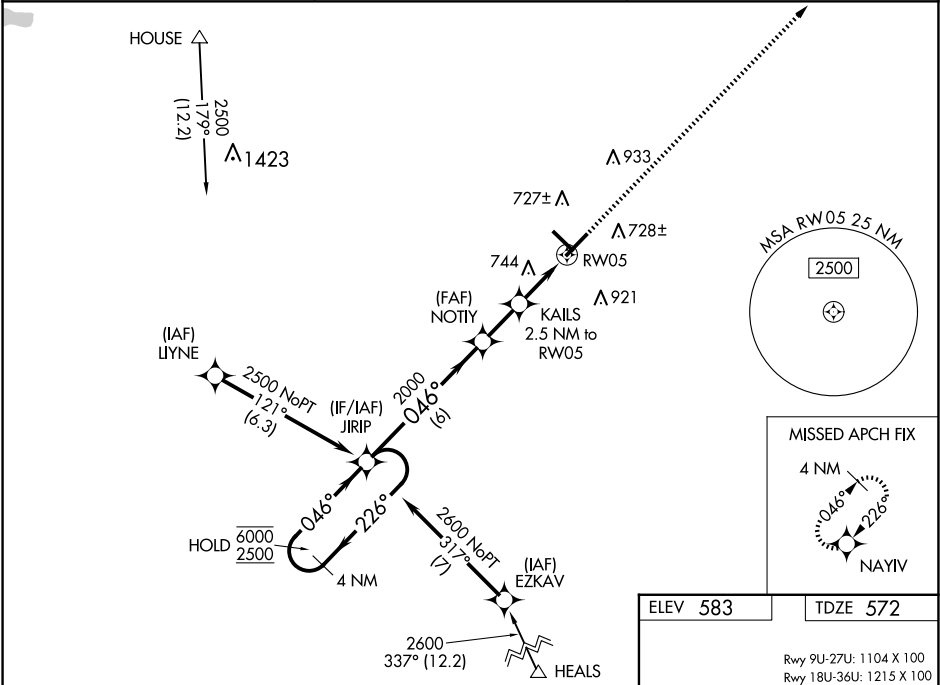 HOUSE
2500
179°
(12.2)
1423
933
727±
728±
RW05
744
921
(FAF)
NOTIY
KAILS
2.5 NM to
RW05
MSA RW05 25 NM
2500
(IAF)
LIYNE
2500 NoPT
121°
(6.3)
(IF/IAF)
JIRIP
2000
046°
(6)
046°
226°
HOLD 6000
2500
4 NM
2600 NoPT
317°
(7)
(IAF)
EZKAV
2600
337° (12.2)
HEALS
MISSED APCH FIX
4 NM
046°
226°
NAYIV
ELEV 583
TDZE 572
Rwy 9U-27U: 1104 X 100
Rwy 18U-36U: 1215 X 100